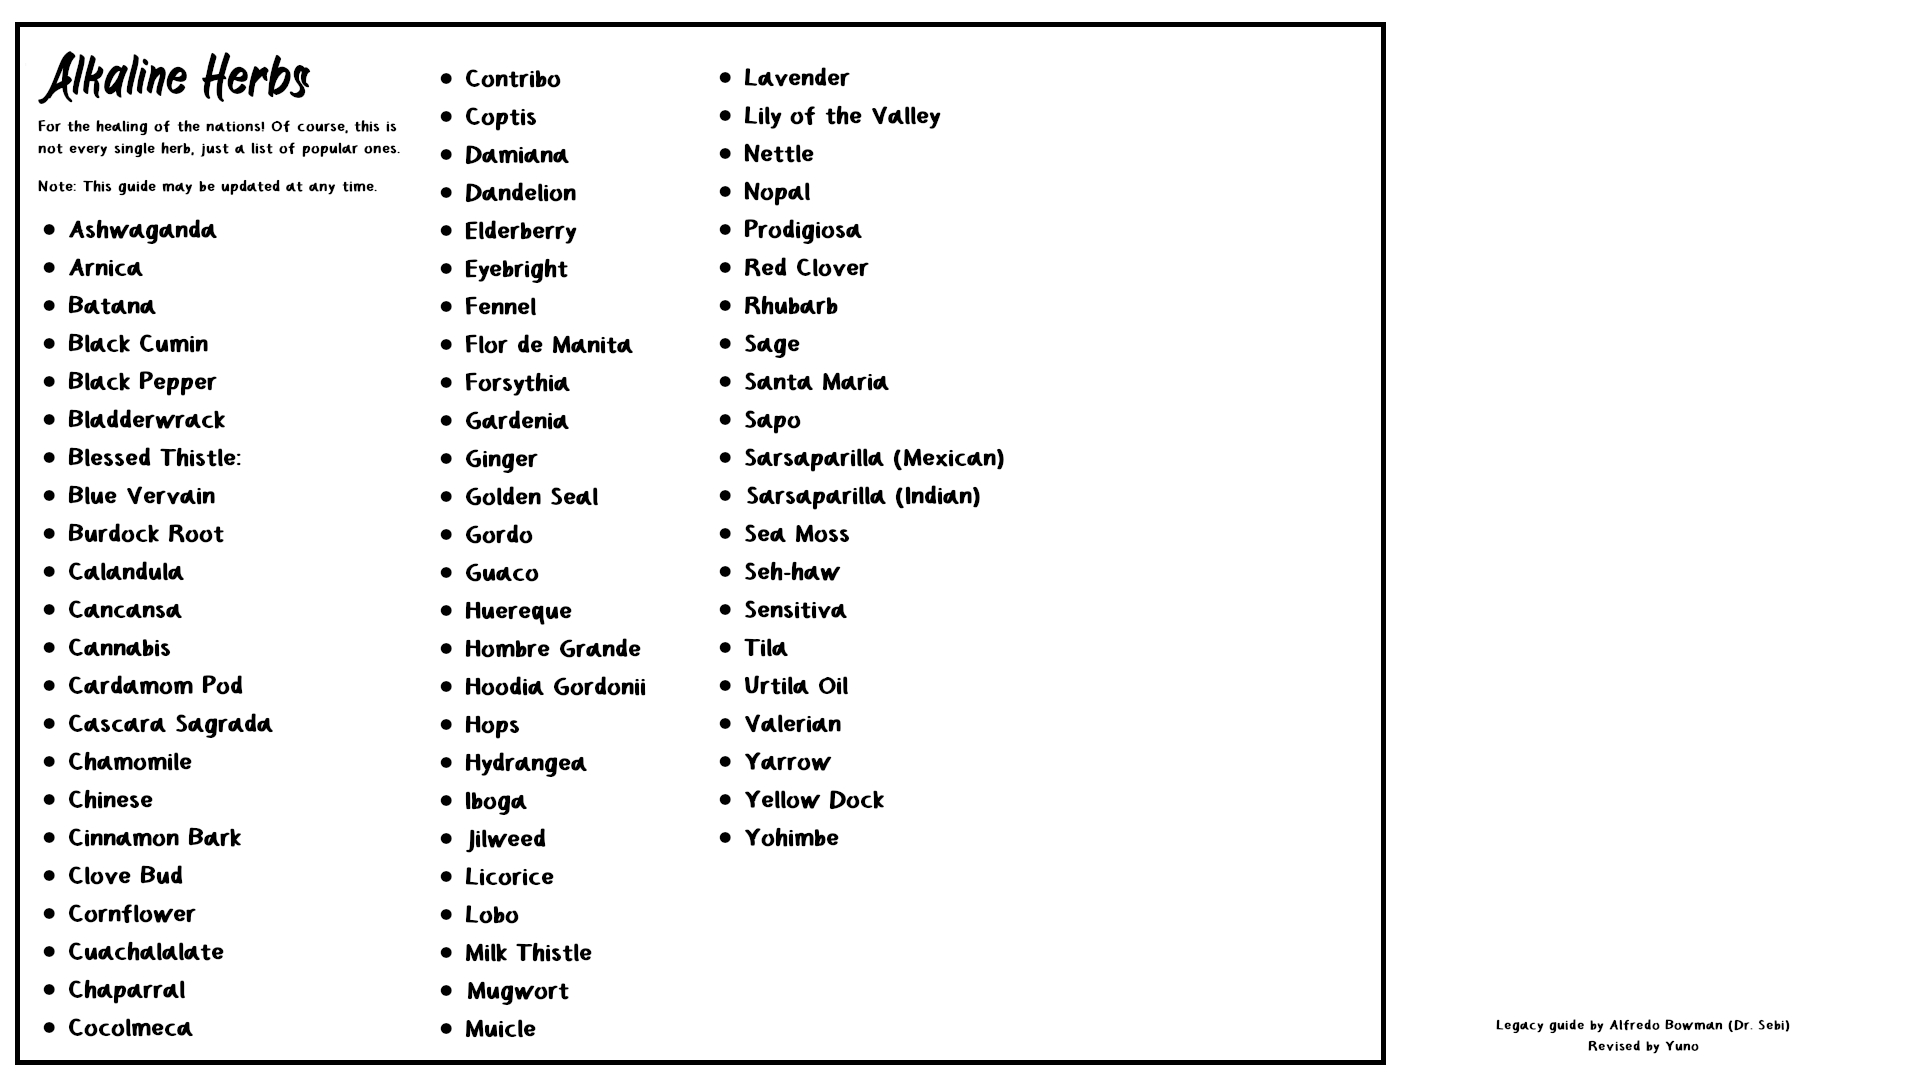 Alkaline Herbs
For the healing of the nations! Of course, this is
not every single herb, just a list of popular ones.
Note: This guide may be updated at any time.
• Ashwaganda
• Arnica
• Batana
• Black Cumin
• Black Pepper
• Bladderwrack
• Blessed Thistle:
• Blue Vervain
• Burdock Root
• Calandula
• Cancansa
• Cannabis
• Cardamom Pod
• Cascara Sagrada
• Chamomile
• Chinese
• Cinnamon Bark
• Clove Bud
• Cornflower
• Cuachalalate
• Chaparral
• Cocolmeca
• Contribo
• Coptis
• Damiana
• Dandelion
• Elderberry
• Eyebright
• Fennel
• Flor de Manita
• Forsythia
• Gardenia
• Ginger
• Golden Seal
• Gordo
• Guaco
• Huereque
• Hombre Grande
• Hoodia Gordonii
• Hops
• Hydrangea
• Iboga
• Jilweed
• Licorice
• Lobo
• Milk Thistle
• Mugwort
• Muicle
• Lavender
• Lily of the Valley
• Nettle
• Nopal
• Prodigiosa
• Red Clover
• Rhubarb
• Sage
• Santa Maria
• Sapo
• Sarsaparilla (Mexican)
• Sarsaparilla (Indian)
• Sea Moss
• Seh-haw
• Sensitiva
• Tila
• Urtila Oil
• Valerian
• Yarrow
• Yellow Dock
• Yohimbe
Legacy guide by Alfredo Bowman (Dr. Sebi)
Revised by Yuno